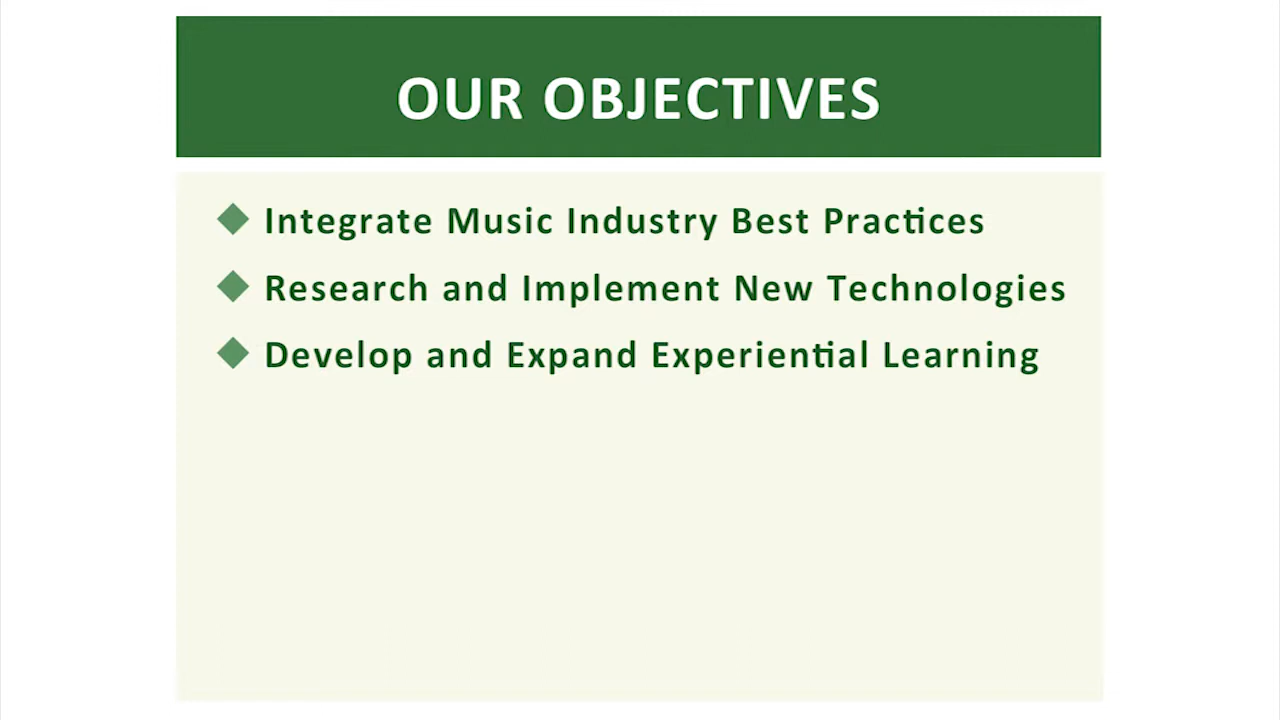 OUR OBJECTIVES
Integrate Music Industry Best Practices
Research and Implement New Technologies
Develop and Expand Experiential Learning